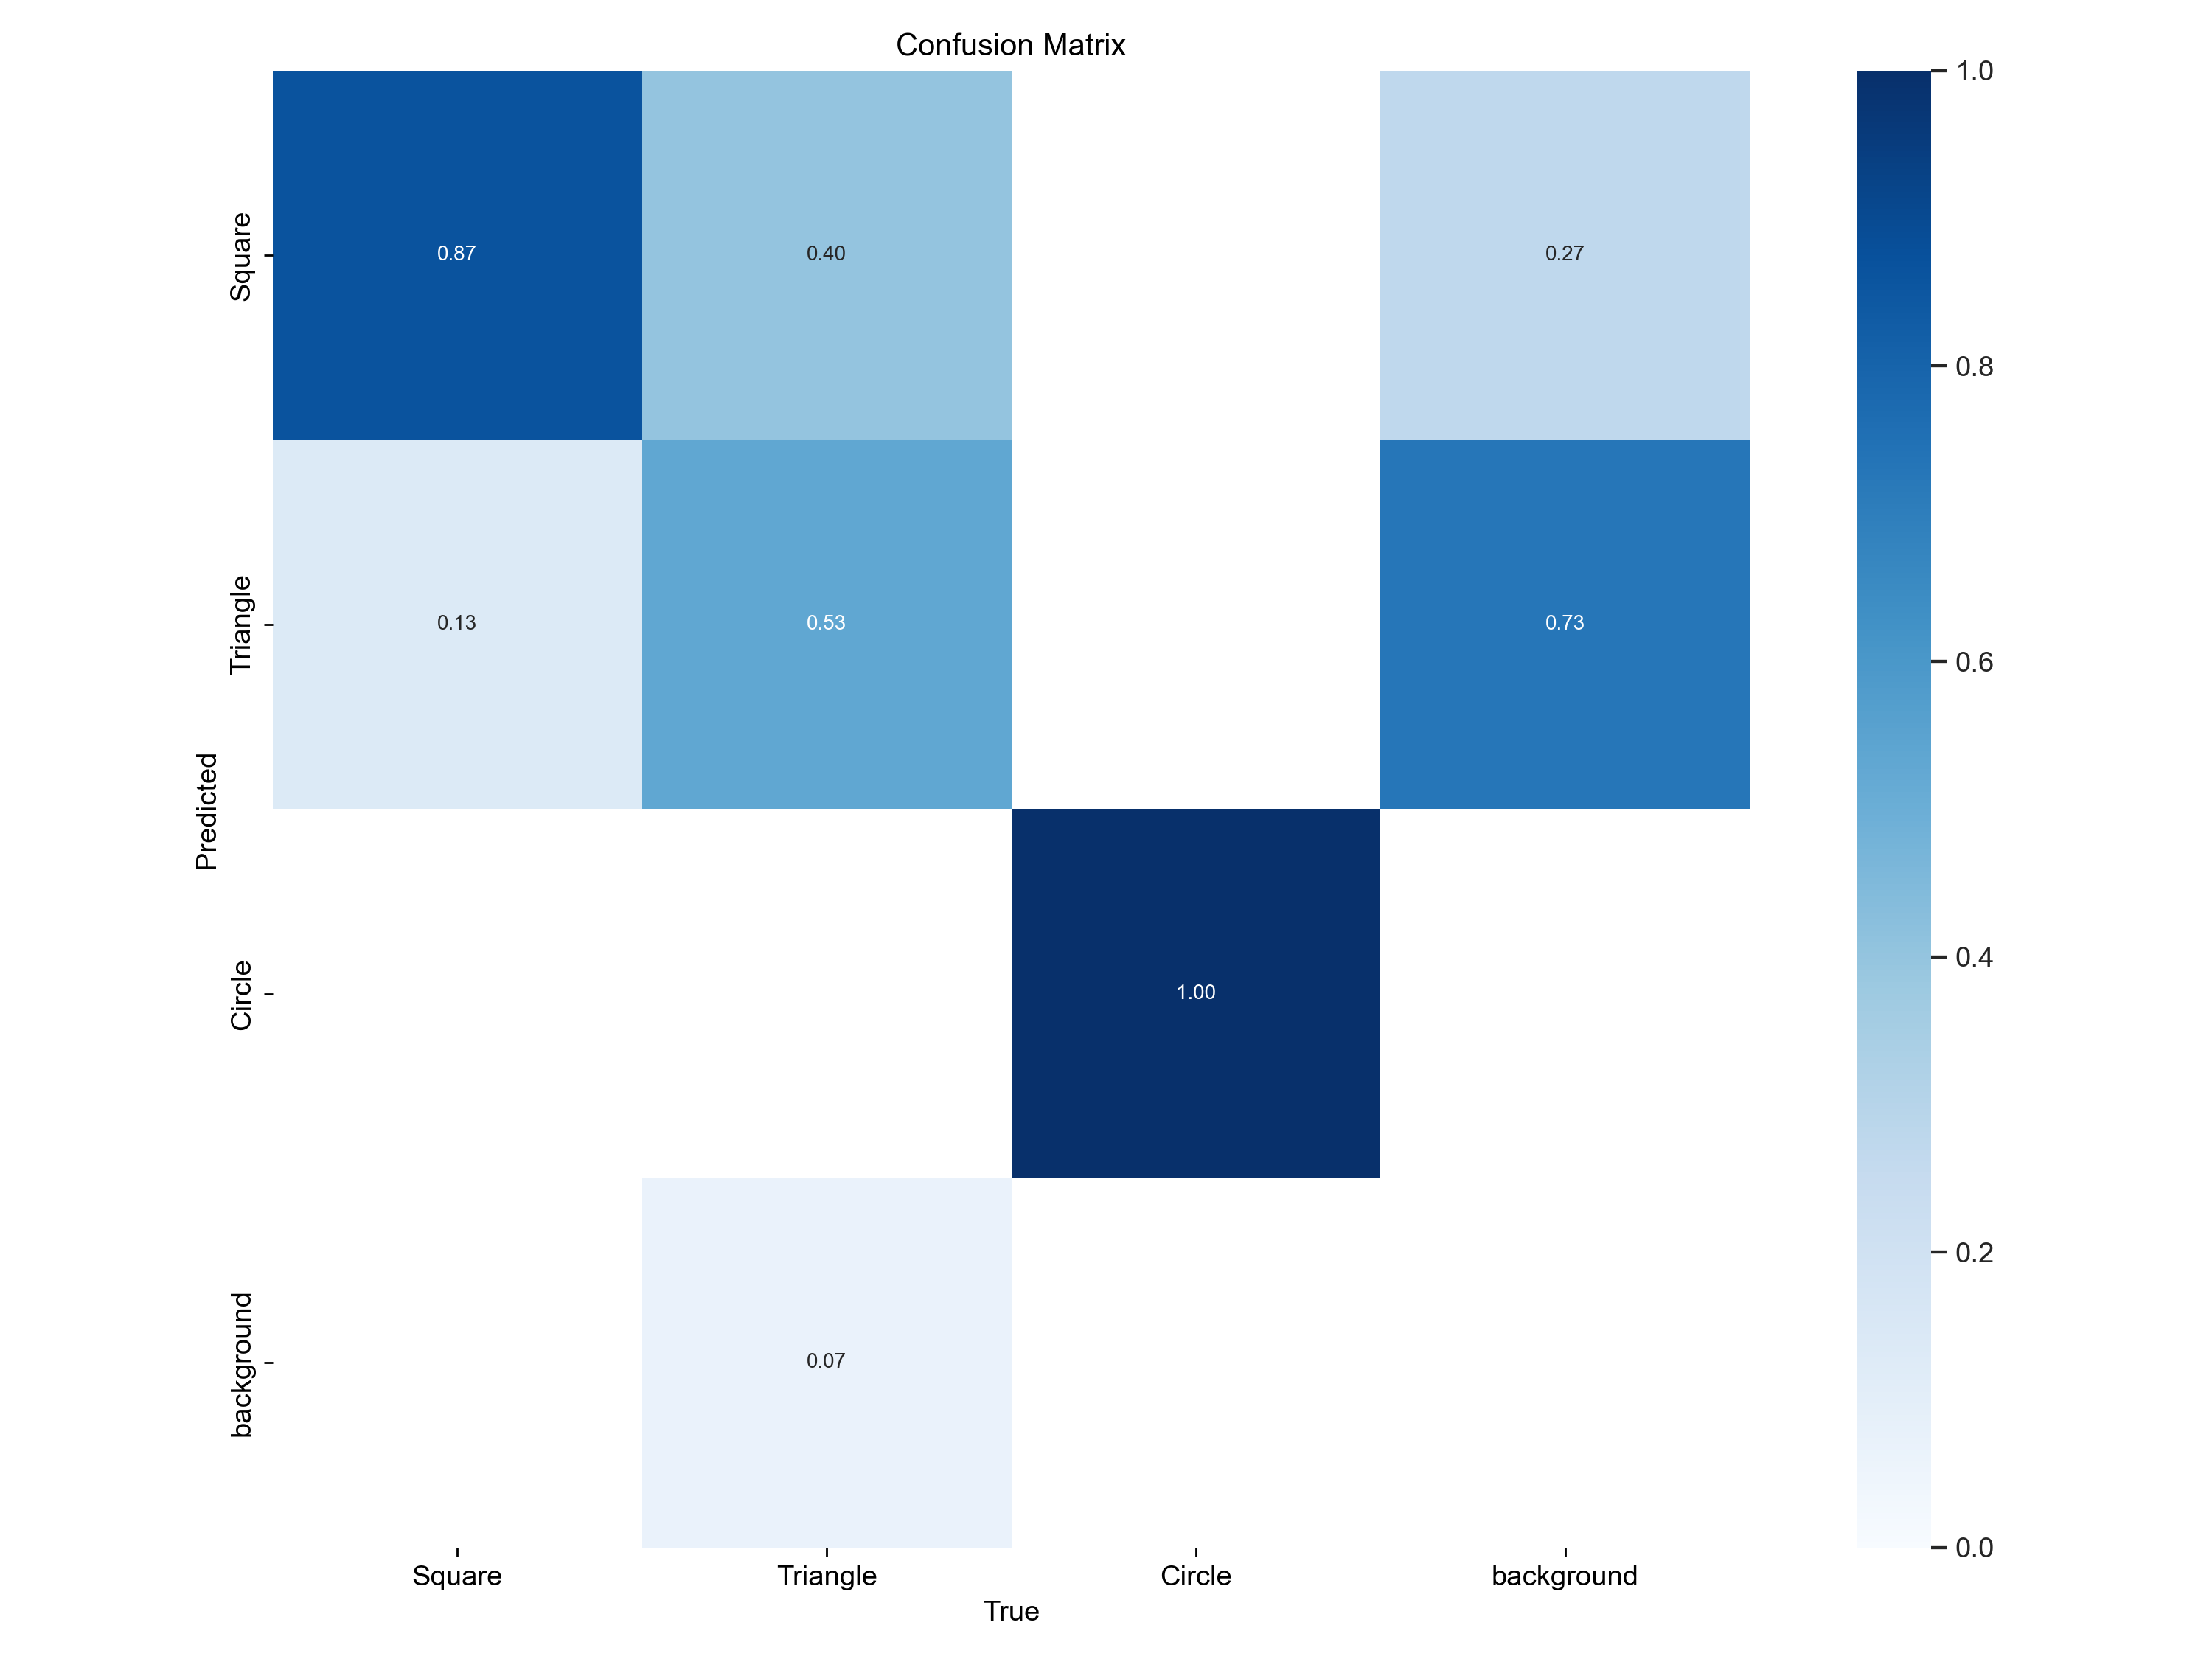 Confusion Matrix
Square
0.87
0.40
0.27
Triangle
0.13
0.53
0.73
Circle
1.00
background
0.07
Predicted
Square
Triangle
Circle
background
True
1.0
0.8
0.6
0.4
0.2
0.0